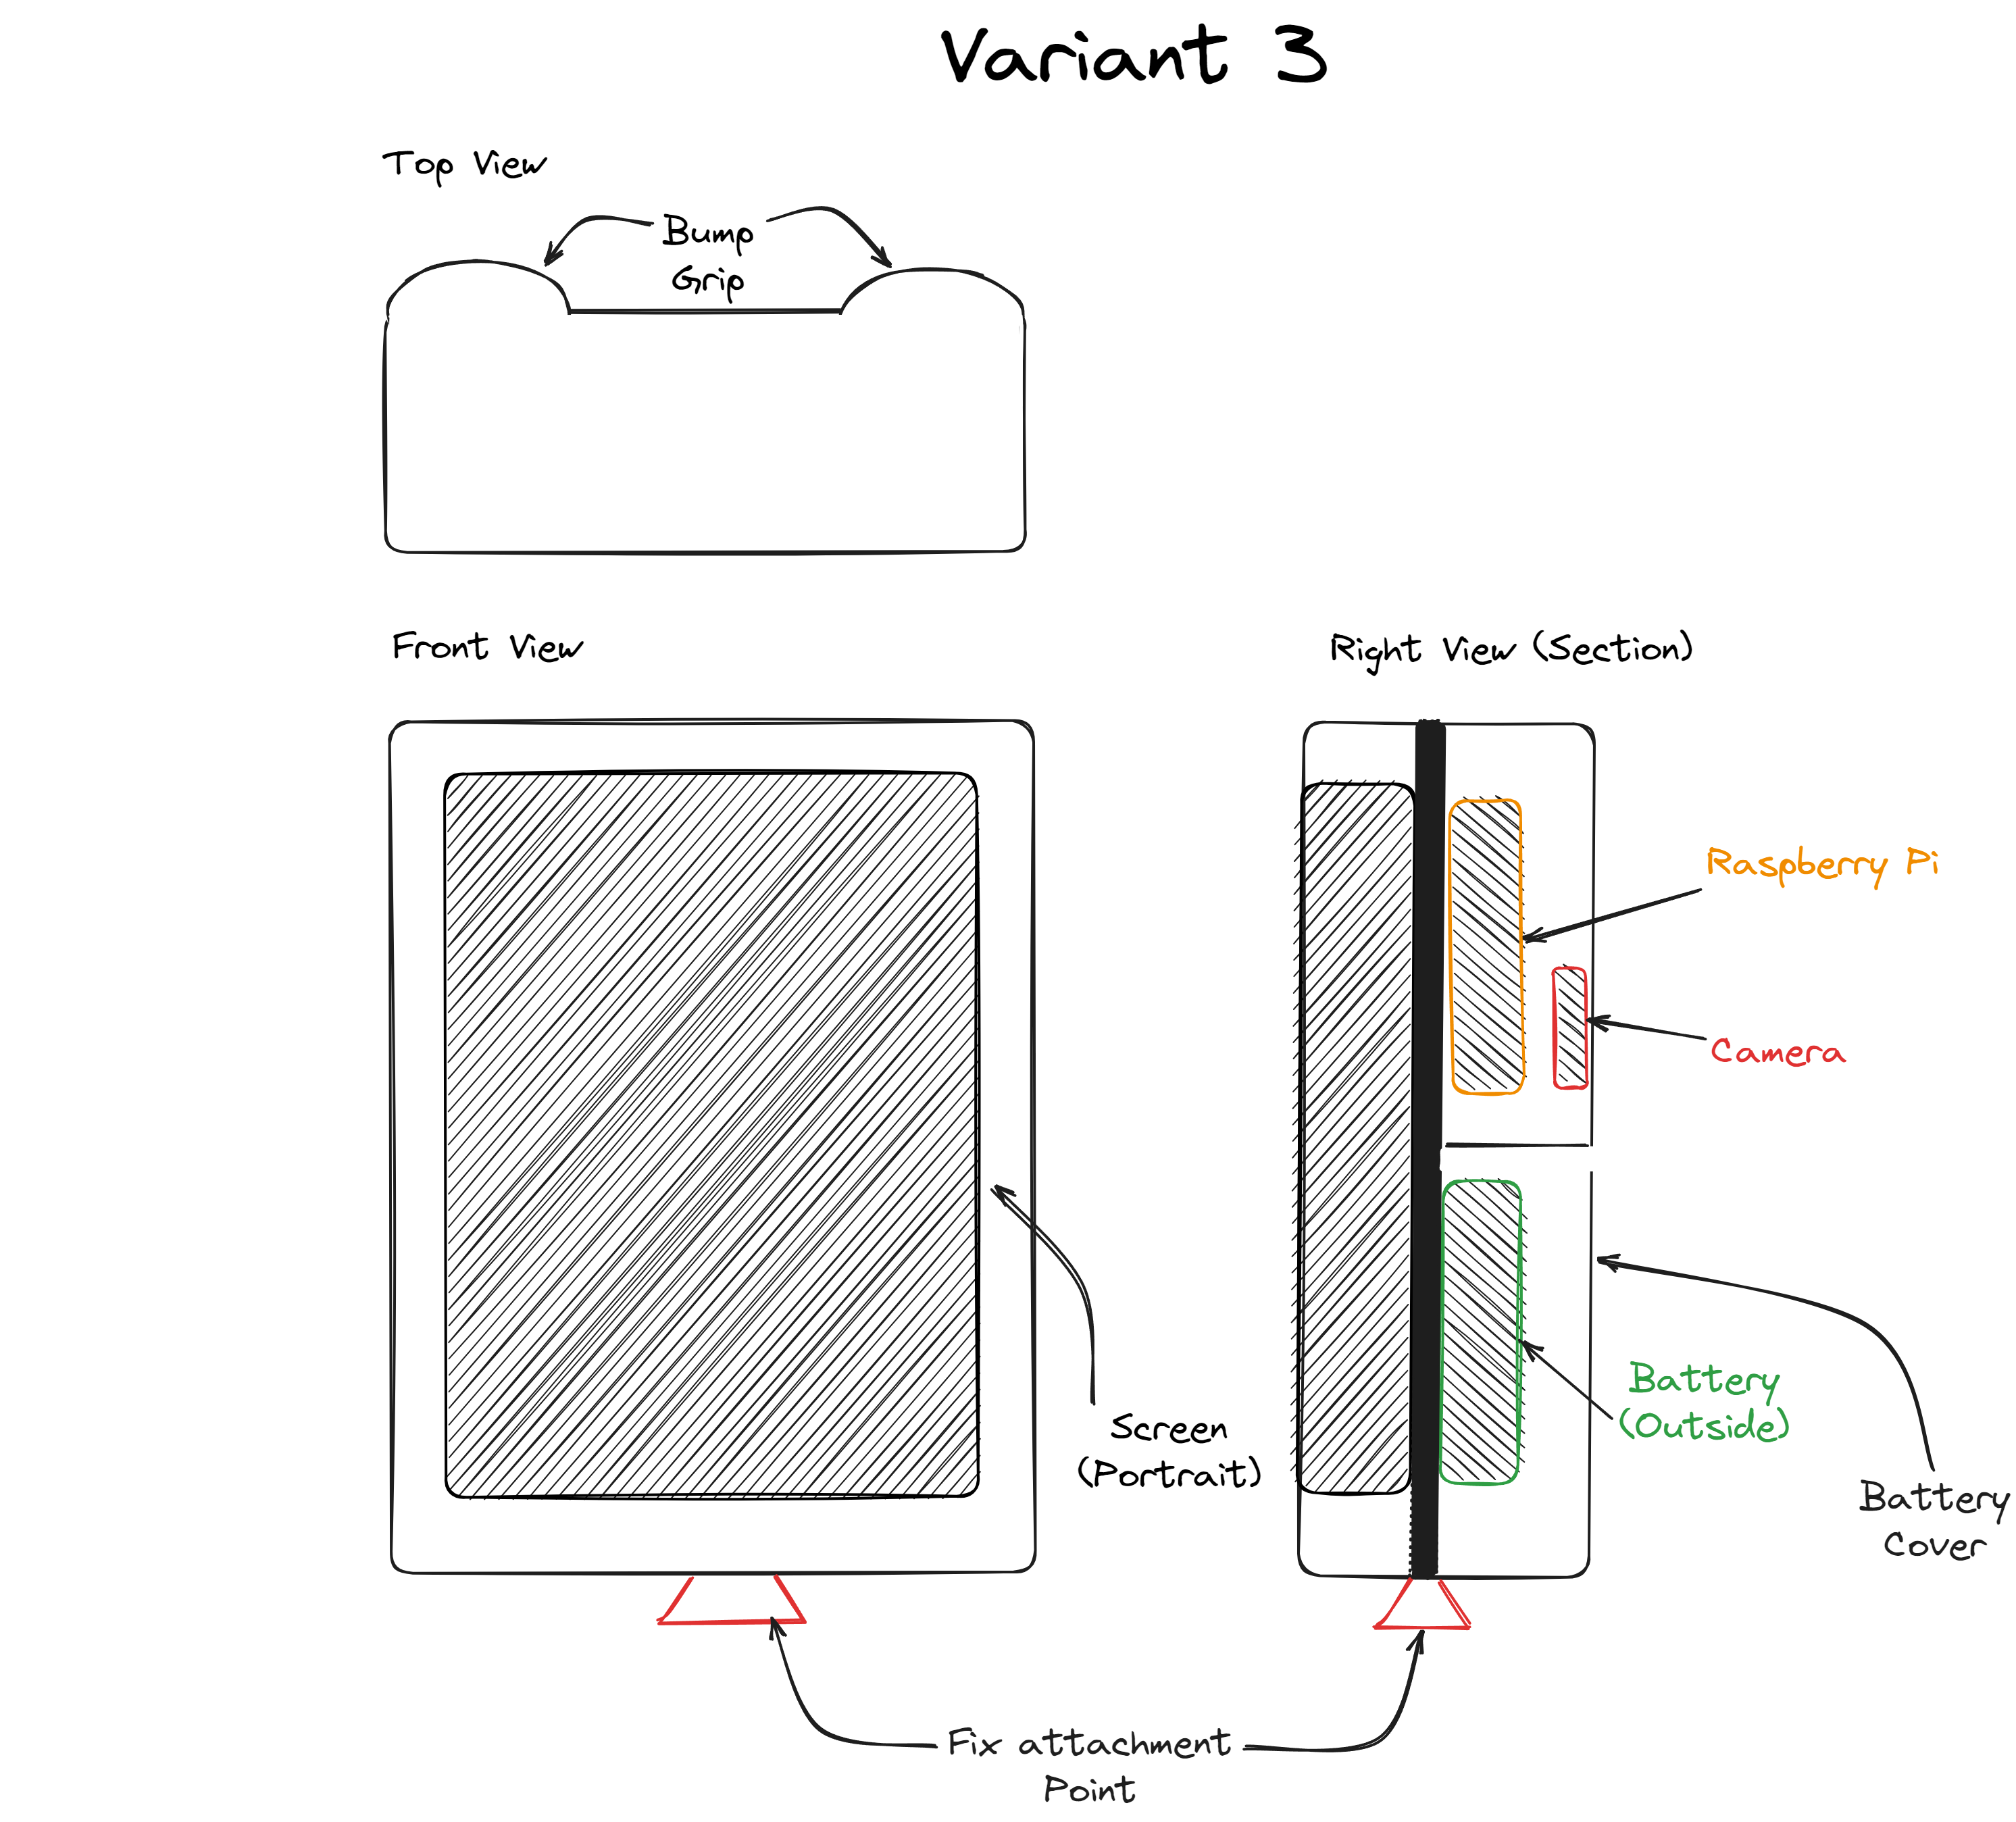 Variant 3
Top View
Bump
Grip
Front View
Right View (Section)
Raspberry Pi
Camera
Screen
(Portrait)
Battery
(Outside)
Battery
Cover
Fix attachment
Point